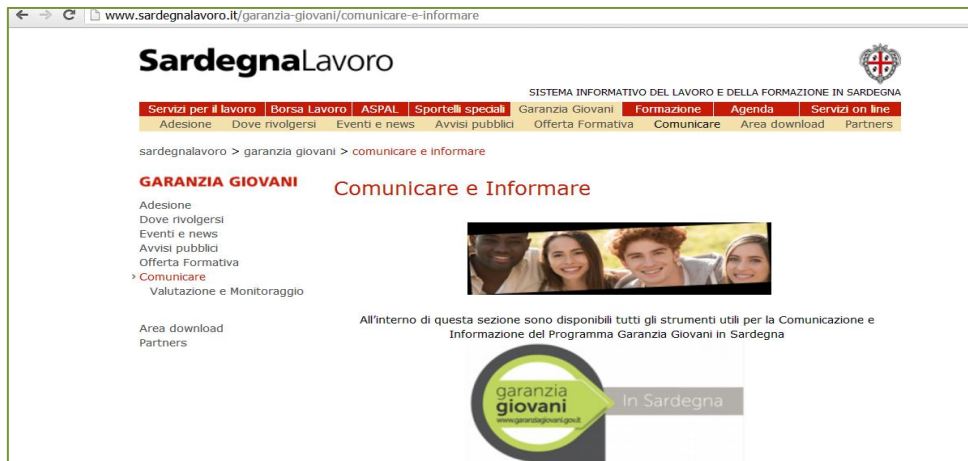 www.sardegnalavoro.it/garanzia-giovani/comunicare-e-informare
SardegnaLavoro
SISTEMA INFORMATIVO DEL LAVORO E DELLA FORMAZIONE IN SARDEGNA
Servizi per il lavoro Borsa Lavoro ASPAL Sportelli speciali Garanzia Giovani Formazione Agenda Servizi on line
Adesione Dove rivolgersi Eventi e news Avvisi pubblici Offerta Formativa Comunicare Area download Partners
sardegnalavoro > garanzia giovani > comunicare e informare
GARANZIA GIOVANI
Adesione
Dove rivolgersi
Eventi e news
Avvisi pubblici
Offerta Formativa
› Comunicare
Valutazione e Monitoraggio
Area download
Partners
Comunicare e Informare
All'interno di questa sezione sono disponibili tutti gli strumenti utili per la Comunicazione e
Informazione del Programma Garanzia Giovani in Sardegna
garanzia
giovani
www.garanziagiovani.gov.it
In Sardegna